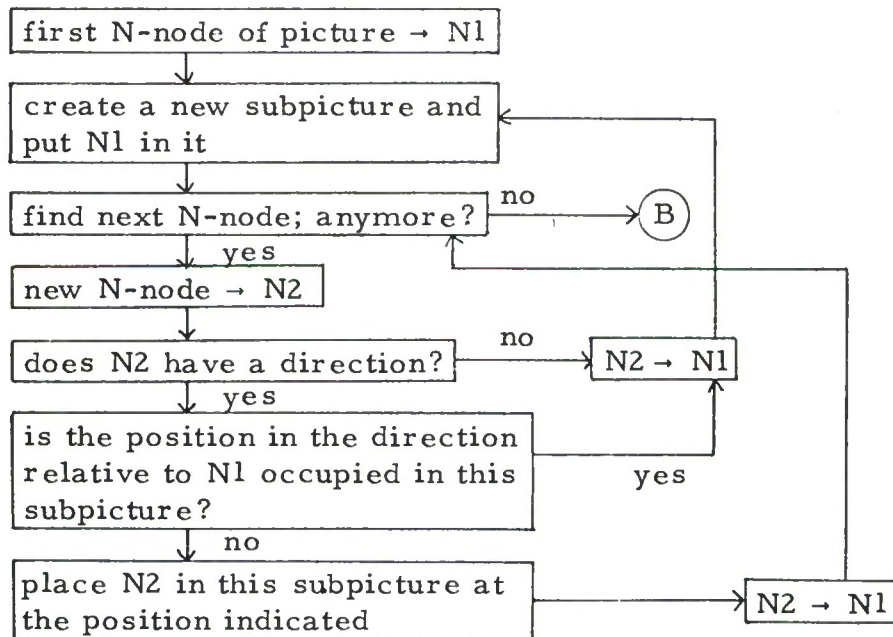 first N-node of picture → N1
create a new subpicture and
put N1 in it
find next N-node; anymore?
no
B
yes
new N-node → N2
does N2 have a direction?
no
N2 → N1
yes
is the position in the direction
relative to N1 occupied in this
subpicture?
yes
no
place N2 in this subpicture at
the position indicated
N2 → N1